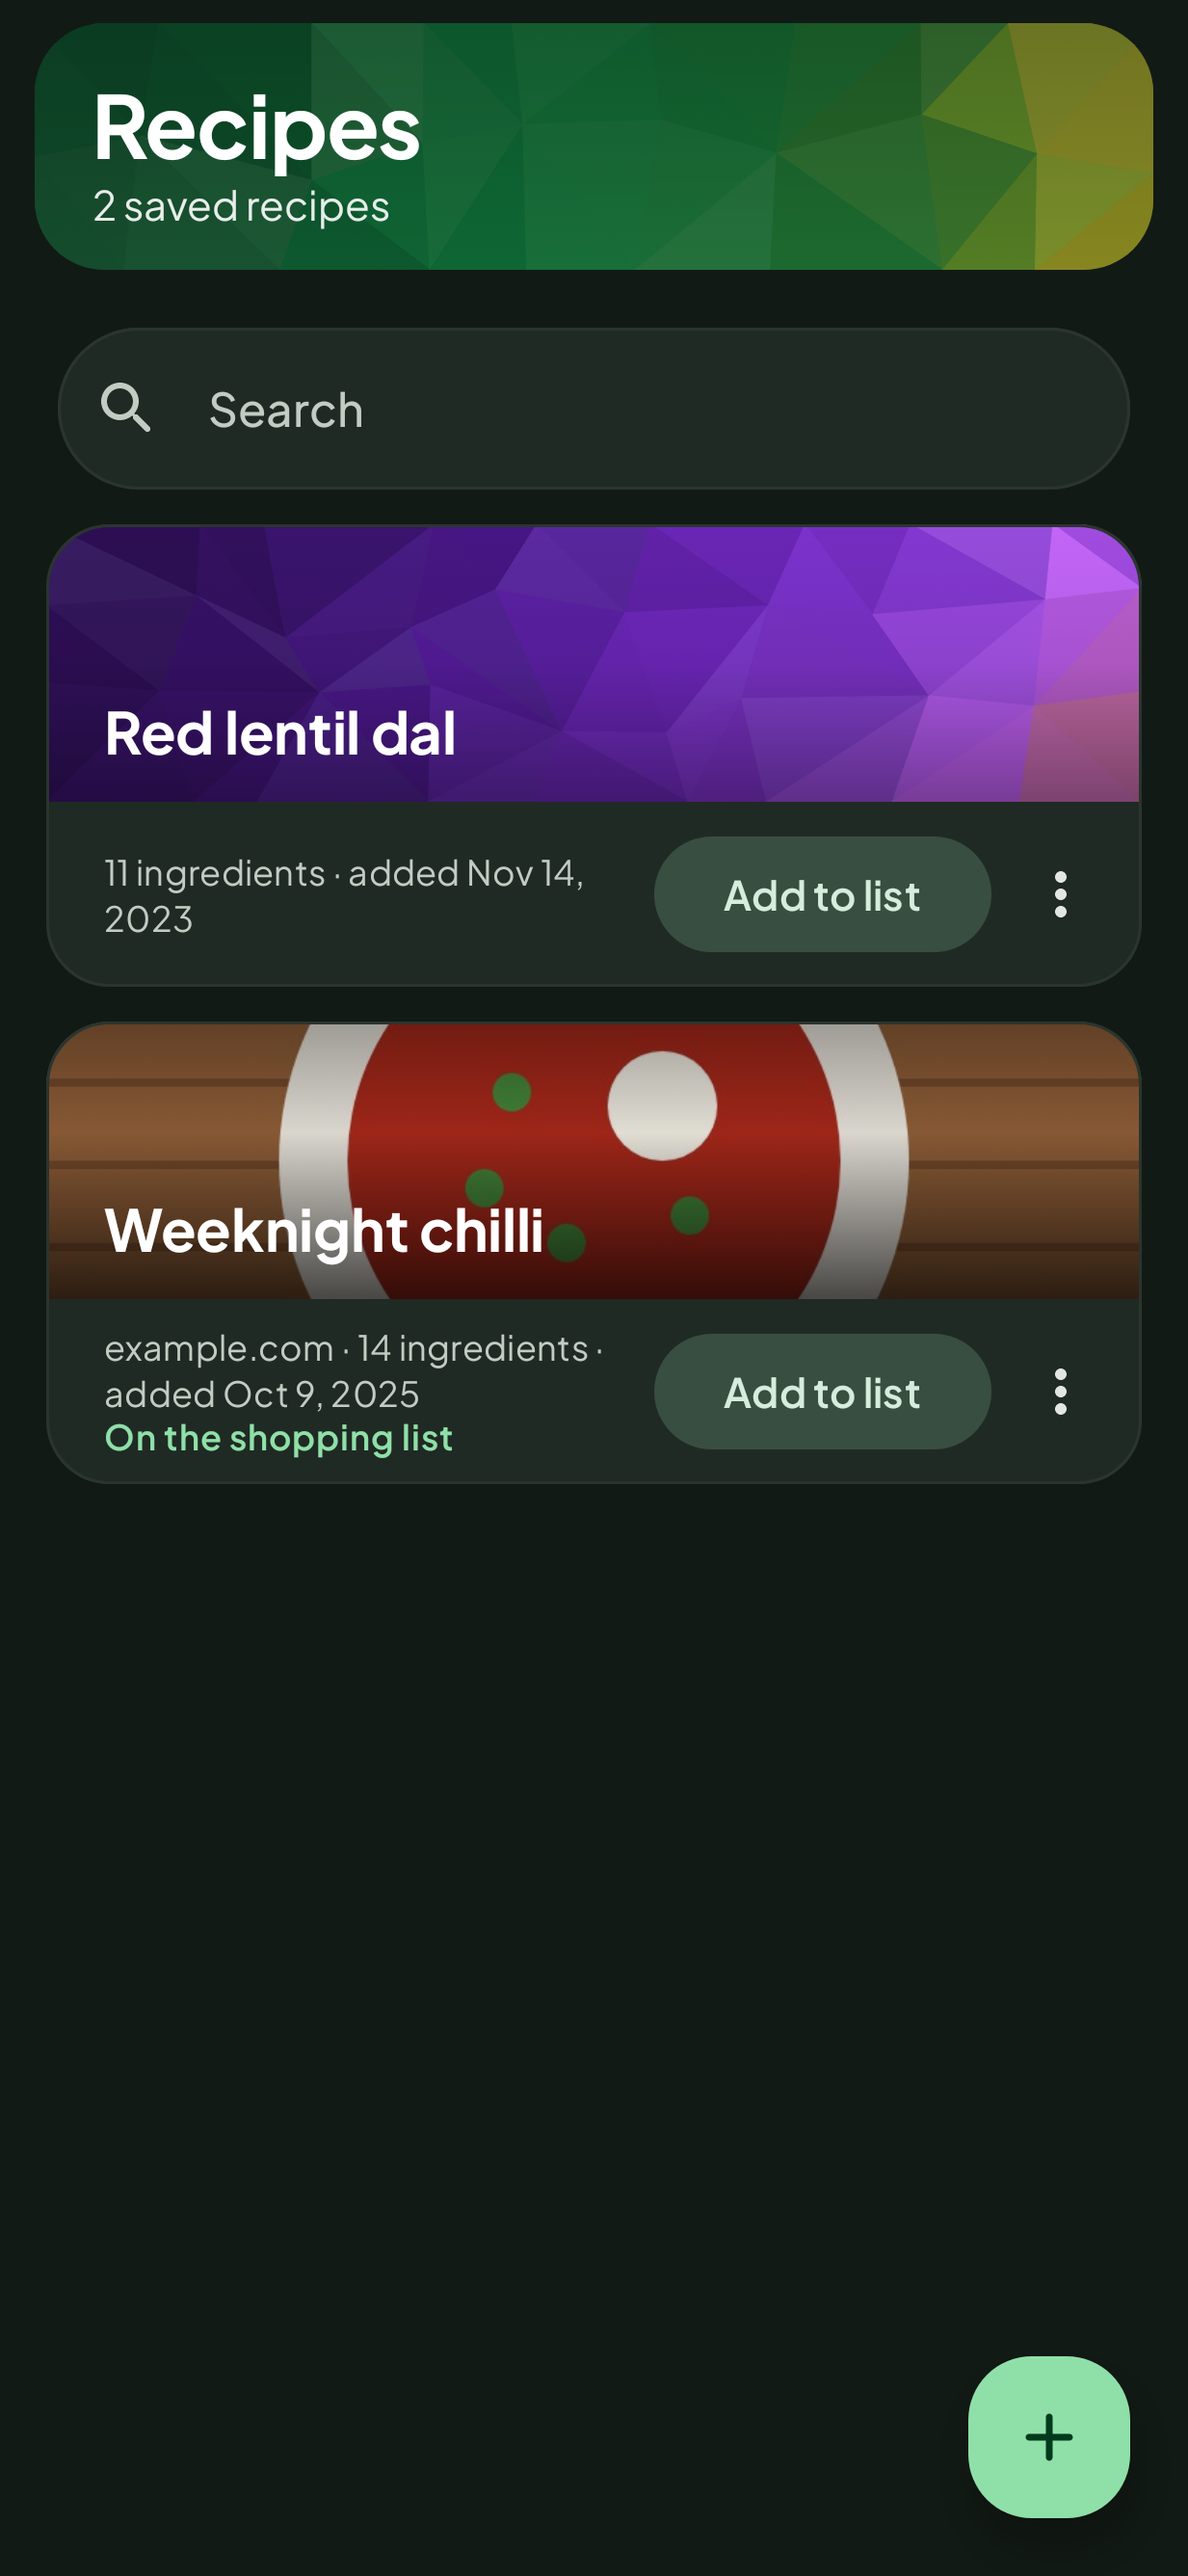 Recipes
2 saved recipes
Search
Red lentil dal
11 ingredients · added Nov 14,
2023
Add to list
Weeknight chilli
example.com · 14 ingredients ·
added Oct 9, 2025
On the shopping list
Add to list